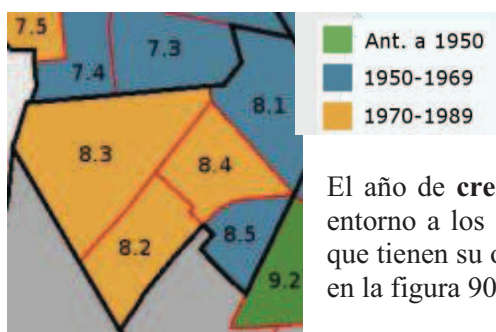 7.5
7.3
7.4
8.1
8.3
8.4
8.2
8.5
9.2
Ant. a 1950
1950-1969
1970-1989
El año de
entorno a los
que tienen su
en la figura 90